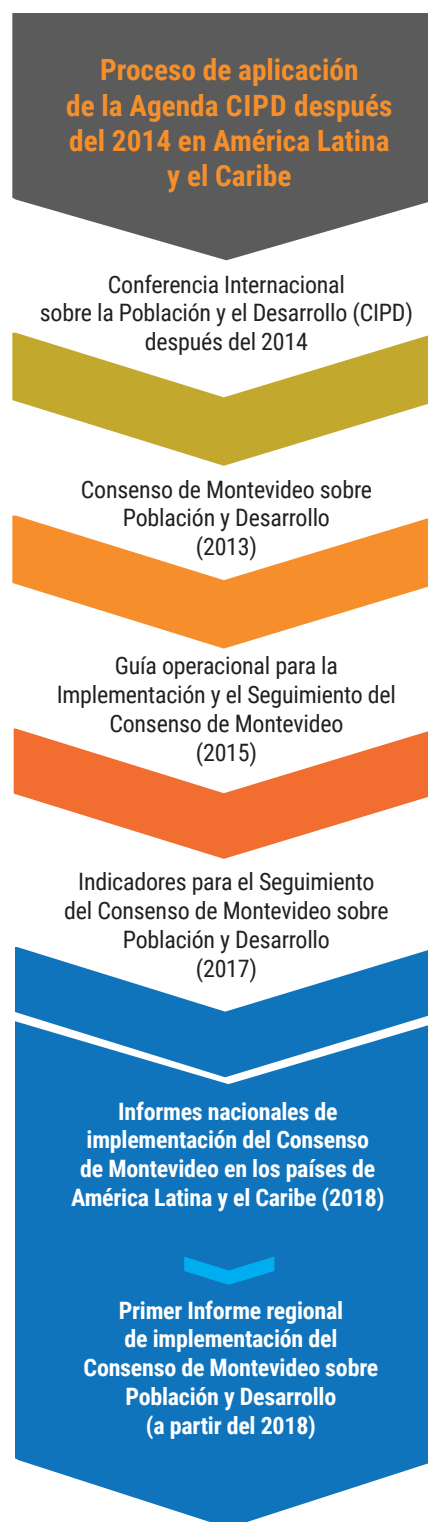 Proceso de aplicación
de la Agenda CIPD después
del 2014 en América Latina
y el Caribe
Conferencia Internacional
sobre la Población y el Desarrollo (CIPD)
después del 2014
Consenso de Montevideo sobre
Población y Desarrollo
(2013)
Guía operacional para la
Implementación y el Seguimiento del
Consenso de Montevideo
(2015)
Indicadores para el Seguimiento
del Consenso de Montevideo sobre
Población y Desarrollo
(2017)
Informes nacionales de
implementación del Consenso
de Montevideo en los países de
América Latina y el Caribe (2018)
Primer Informe regional
de implementación del
Consenso de Montevideo sobre
Población y Desarrollo
(a partir del 2018)